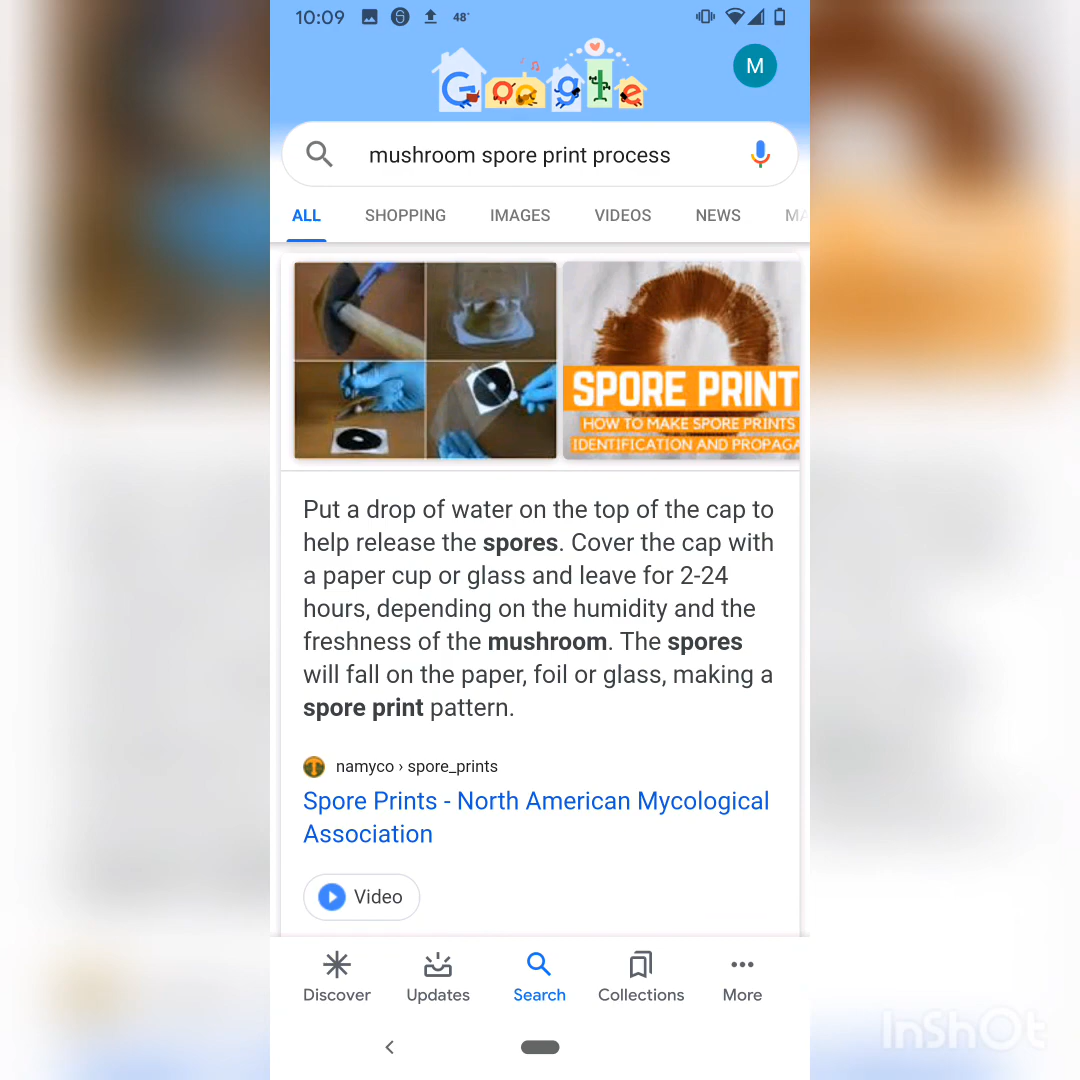 10:09
48°
Google
M
mushroom spore print process
ALL SHOPPING IMAGES VIDEOS NEWS MA
SPORE PRINT
HOW TO MAKE SPORE PRINTS
IDENTIFICATION AND PROPAGA
Put a drop of water on the top of the cap to
help release the spores. Cover the cap with
a paper cup or glass and leave for 2-24
hours, depending on the humidity and the
freshness of the mushroom. The spores
will fall on the paper, foil or glass, making a
spore print pattern.
namyco › spore_prints
Spore Prints - North American Mycological
Association
Video
Discover Updates Search Collections More
InShOt